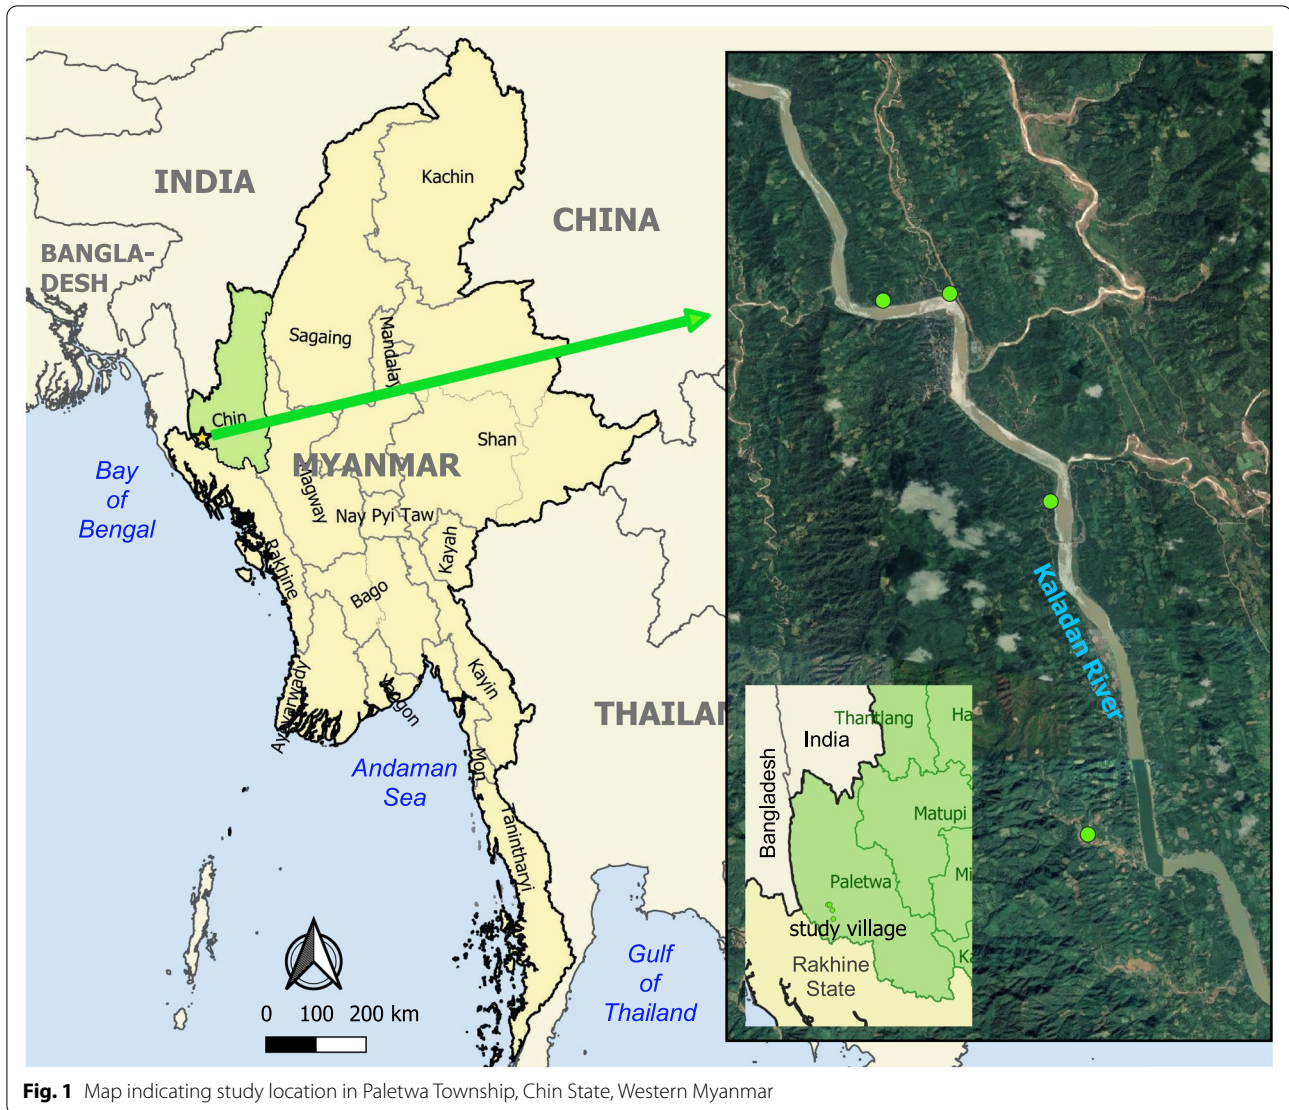 INDIA
CHINA
BANGLA-
DESH
MYANMAR
THAILAN
Kachin
Sagaing
Mandalay
Chin
Shan
Magway
Nay Pyi Taw
Kayah
Rakhine
Bago
Ayeyarwady
Yangon
Kayin
Mon
Tanintharyi
Bay
of
Bengal
Andaman
Sea
Gulf
of
Thailand
0 100 200 km
Kaladan River
Thantlang
Ha
India
Bangladesh
Matupi
Paletwa
Mi
study village
Rakhine
State
Ka
Fig. 1 Map indicating study location in Paletwa Township, Chin State, Western Myanmar